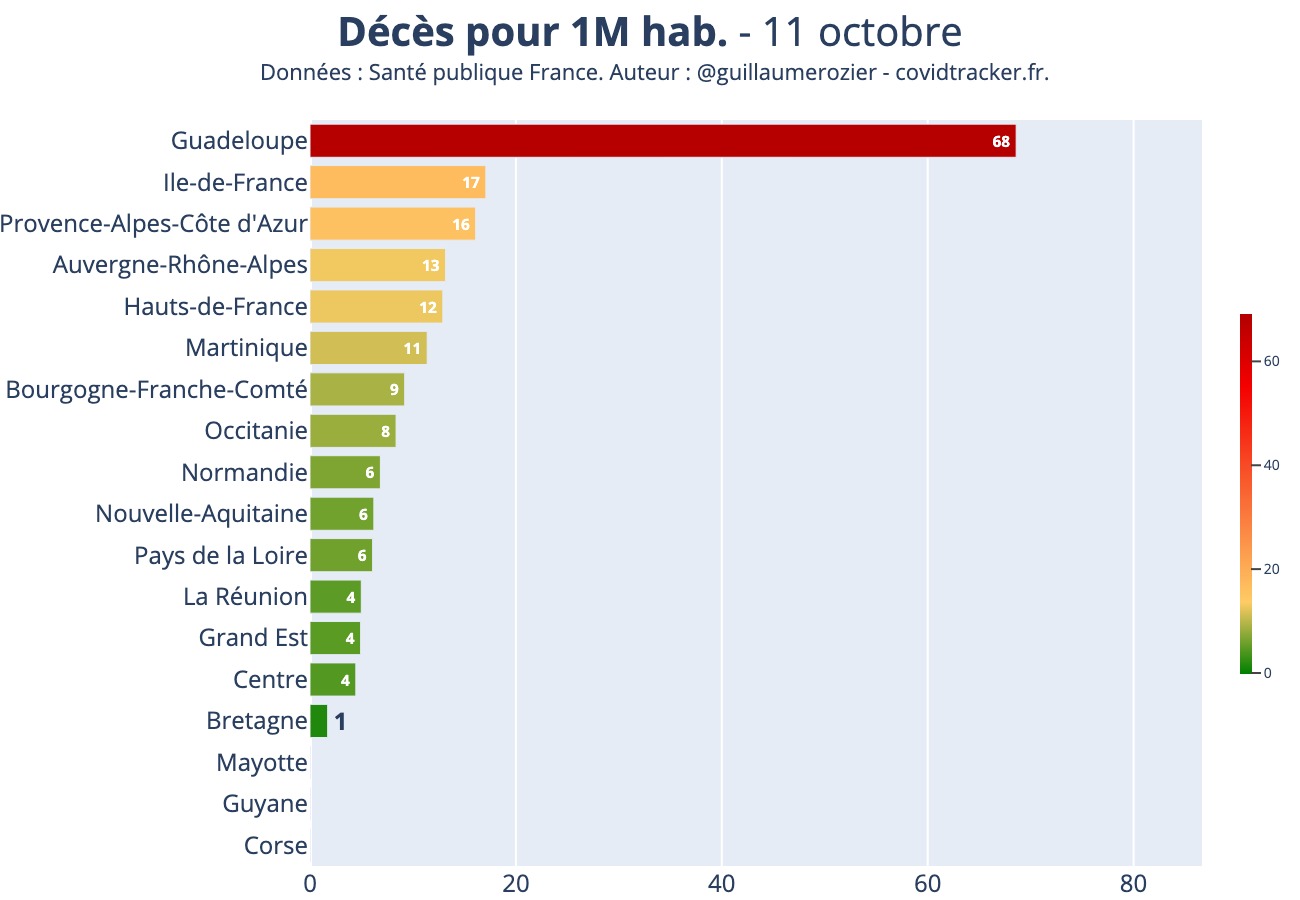 Décès pour 1M hab. - 11 octobre
Données : Santé publique France. Auteur : @guillaumerozier - covidtracker.fr.
Guadeloupe 68
Ile-de-France 17
Provence-Alpes-Côte d'Azur 16
Auvergne-Rhône-Alpes 13
Hauts-de-France 12
Martinique 11
Bourgogne-Franche-Comté 9
Occitanie 8
Normandie 6
Nouvelle-Aquitaine 6
Pays de la Loire 6
La Réunion 4
Grand Est 4
Centre 4
Bretagne 1
Mayotte
Guyane
Corse
0 20 40 60 80
60
40
20
0